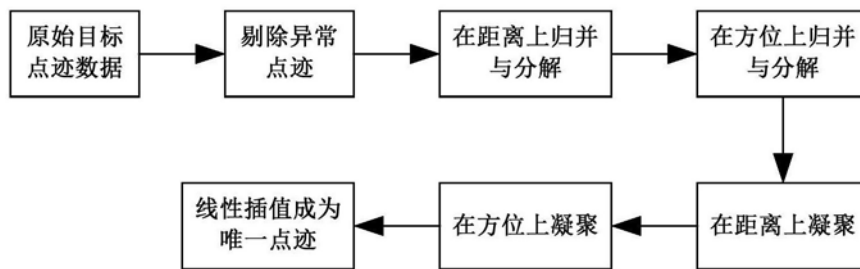 原始目标
点迹数据
剔除异常
点迹
在距离上归并
与分解
在方位上归并
与分解
在距离上凝聚
在方位上凝聚
线性插值成为
唯一点迹